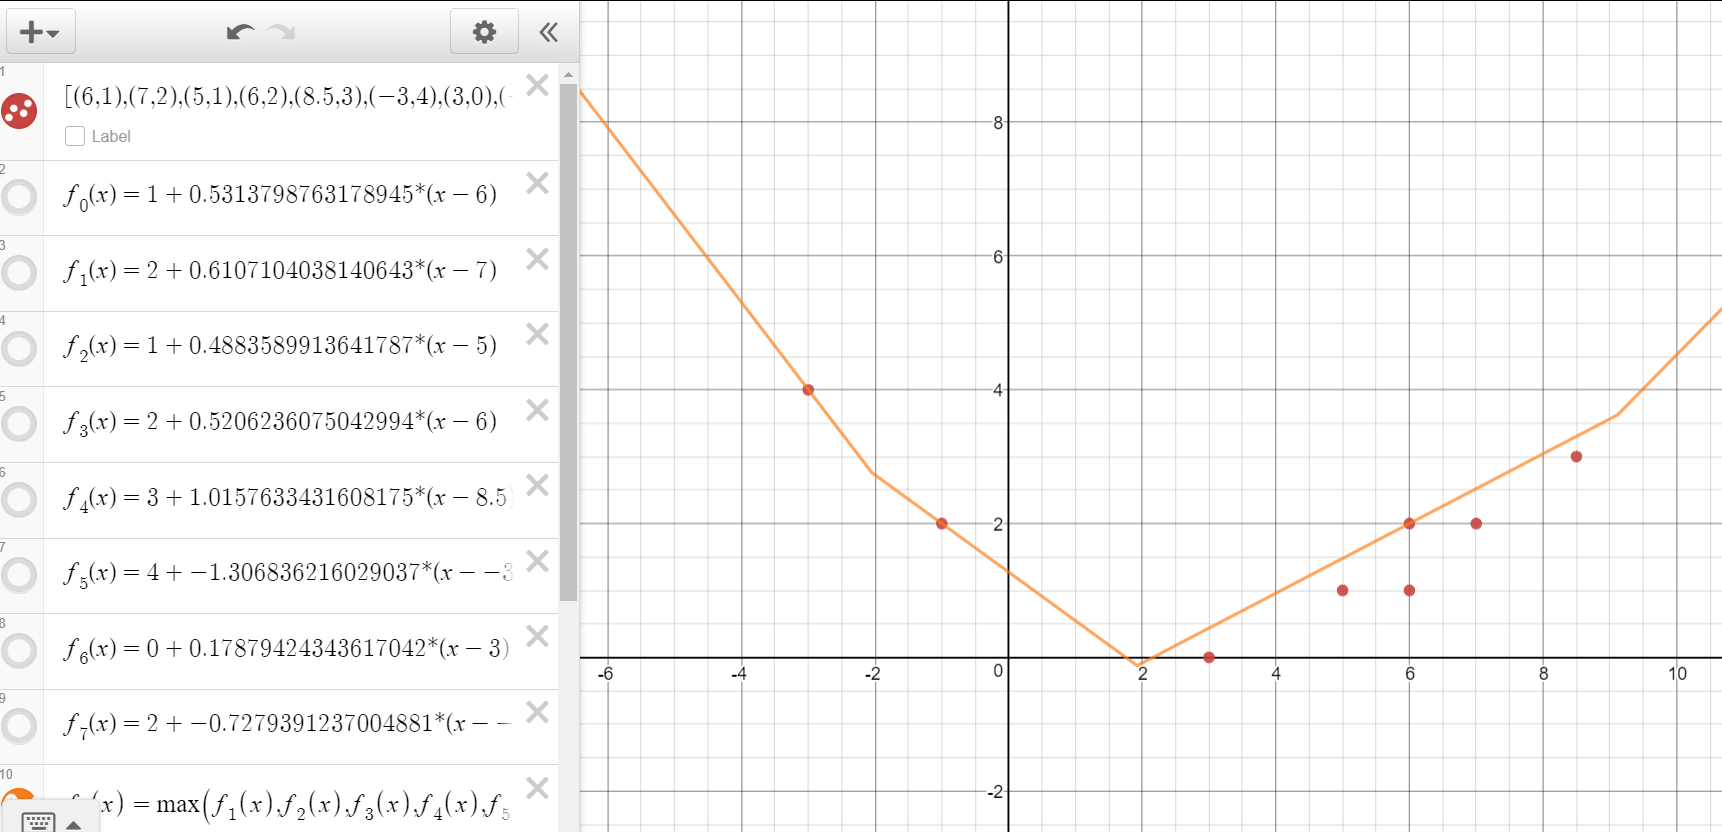 1
[(6,1),(7,2),(5,1),(6,2),(8.5,3),(−3,4),(3,0),(
Label
2
f₀(x) = 1 + 0.5313798763178945*(x − 6)
3
f₁(x) = 2 + 0.6107104038140643*(x − 7)
4
f₂(x) = 1 + 0.4883589913641787*(x − 5)
5
f₃(x) = 2 + 0.5206236075042994*(x − 6)
6
f₄(x) = 3 + 1.0157633431608175*(x − 8.5)
7
f₅(x) = 4 + −1.306836216029037*(x − −3
8
f₆(x) = 0 + 0.17879424343617042*(x − 3)
9
f₇(x) = 2 + −0.7279391237004881*(x − −
10
(x) = max(f₁(x),f₂(x),f₃(x),f₄(x),f₅
8
6
4
2
0
-2
-6
-4
-2
2
4
6
8
10